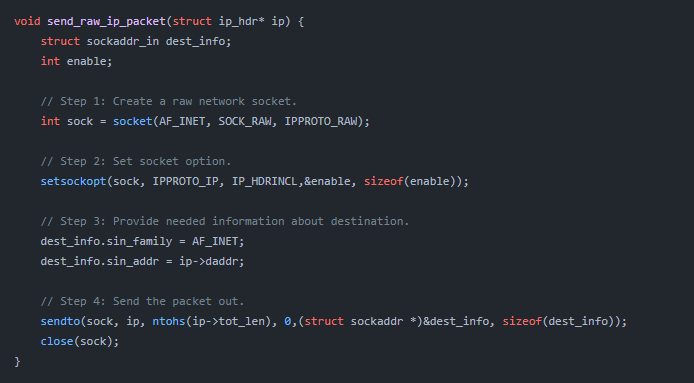 void send_raw_ip_packet(struct ip_hdr* ip) {
    struct sockaddr_in dest_info;
    int enable;
    // Step 1: Create a raw network socket.
    int sock = socket(AF_INET, SOCK_RAW, IPPROTO_RAW);
    // Step 2: Set socket option.
    setsockopt(sock, IPPROTO_IP, IP_HDRINCL,&enable, sizeof(enable));
    // Step 3: Provide needed information about destination.
    dest_info.sin_family = AF_INET;
    dest_info.sin_addr = ip->daddr;
    // Step 4: Send the packet out.
    sendto(sock, ip, ntohs(ip->tot_len), 0,(struct sockaddr *)&dest_info, sizeof(dest_info));
    close(sock);
}